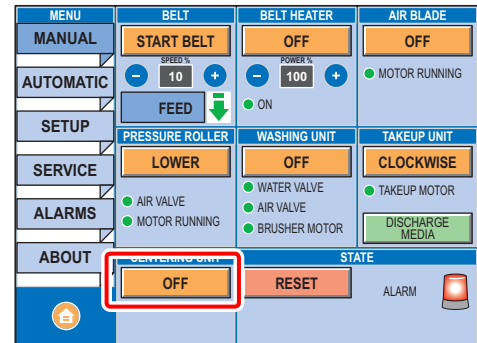 MENU
MANUAL
AUTOMATIC
SETUP
SERVICE
ALARMS
ABOUT
BELT
START BELT
SPEED %
10
FEED
BELT HEATER
OFF
POWER %
100
ON
AIR BLADE
OFF
MOTOR RUNNING
PRESSURE ROLLER
LOWER
AIR VALVE
MOTOR RUNNING
WASHING UNIT
OFF
WATER VALVE
AIR VALVE
BRUSHER MOTOR
TAKEUP UNIT
CLOCKWISE
TAKEUP MOTOR
DISCHARGE
MEDIA
CENTERING UNIT
OFF
STATE
RESET
ALARM